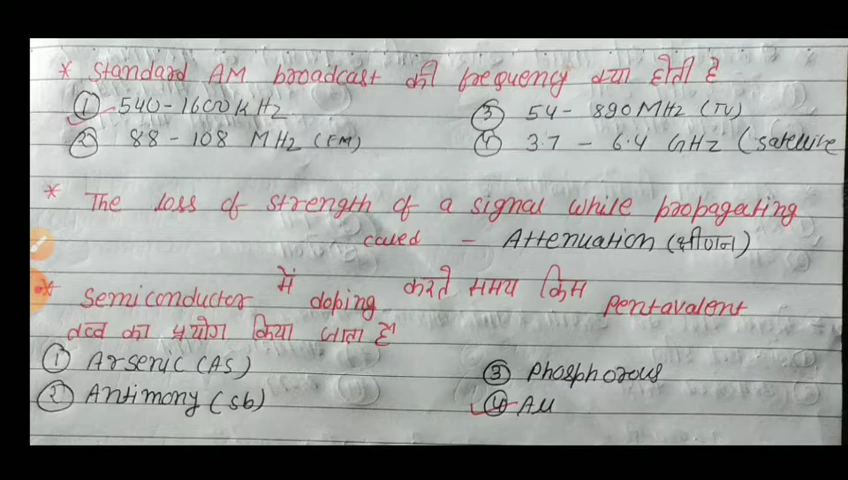 * Standard AM broadcast की frequency क्या होती है
① 540-1600 kHz ③ 54 - 890 MHz (TV)
② 88 - 108 MHz (FM) ④ 3.7 - 6.4 GHz (satellite
* The loss of strength of a signal while propagating
called - Attenuation (क्षीणन)
* Semiconductor में doping करते समय किस pentavalent
तत्व का प्रयोग किया जाता है
① Arsenic (As) ③ Phosphorous
② Antimony (Sb) ④ All